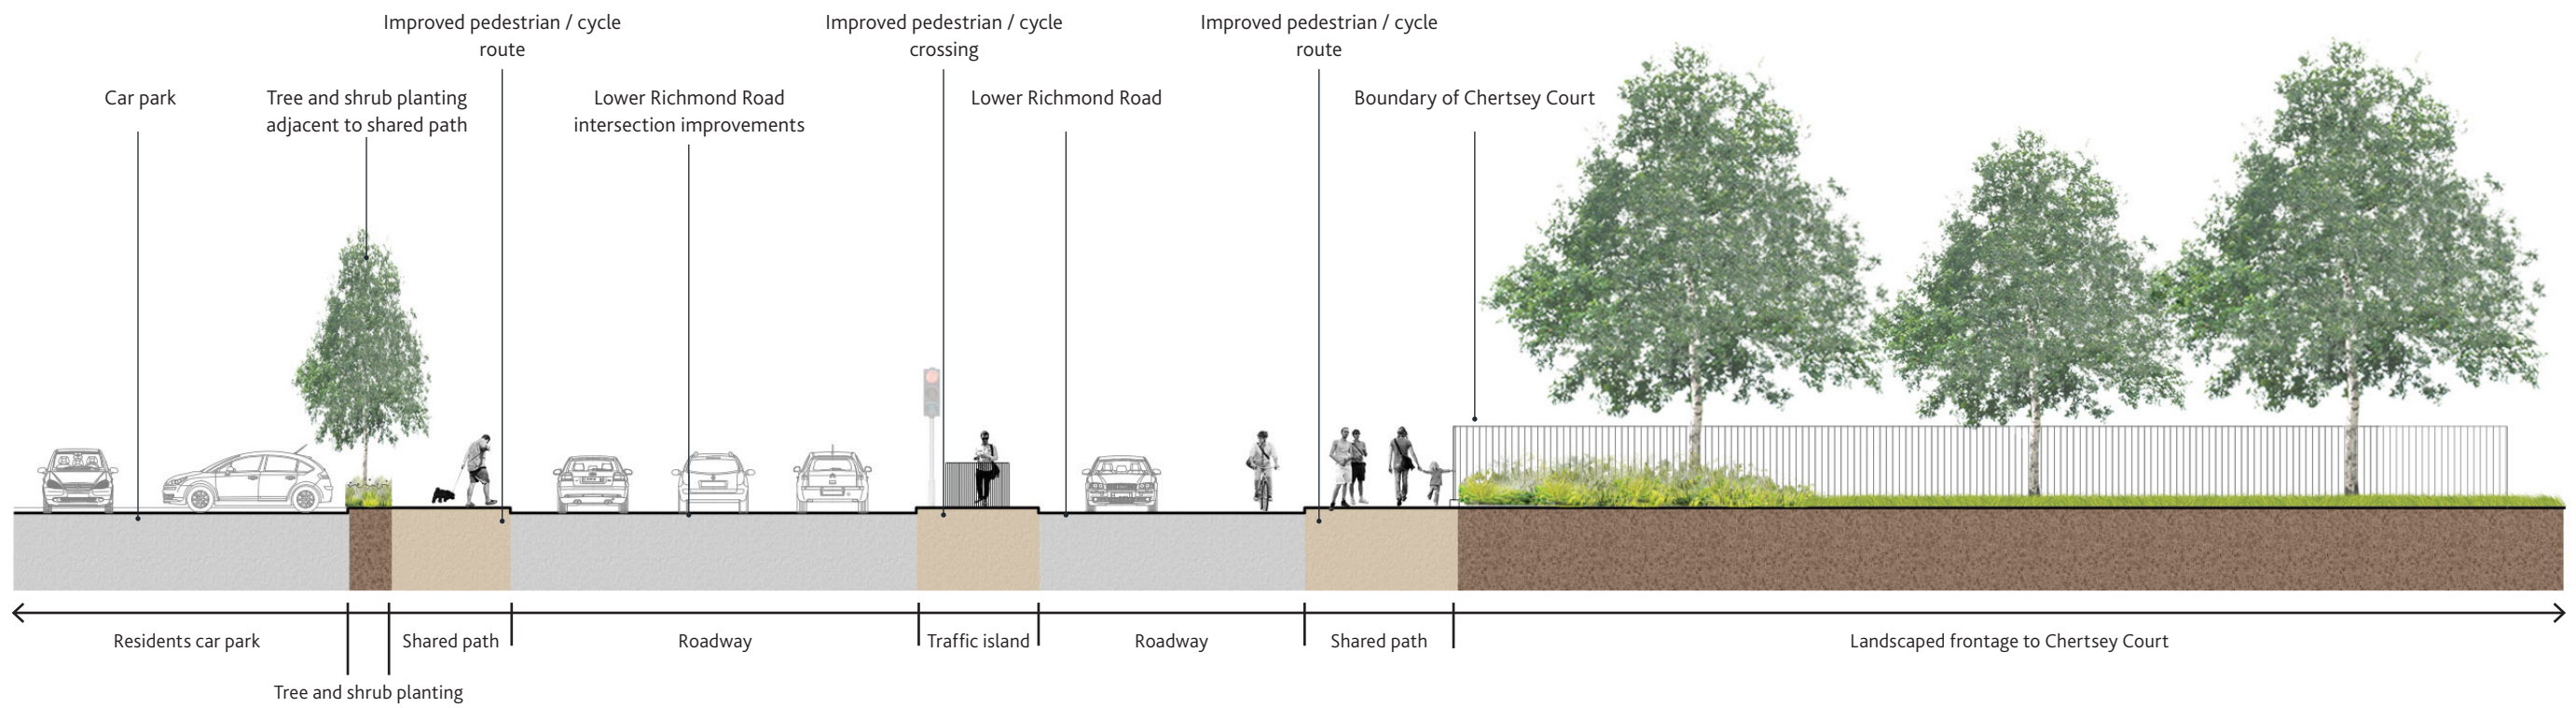 Improved pedestrian / cycle
route
Improved pedestrian / cycle
crossing
Improved pedestrian / cycle
route
Car park
Tree and shrub planting
adjacent to shared path
Lower Richmond Road
intersection improvements
Lower Richmond Road
Boundary of Chertsey Court
Residents car park
Shared path
Roadway
Traffic island
Roadway
Shared path
Landscaped frontage to Chertsey Court
Tree and shrub planting